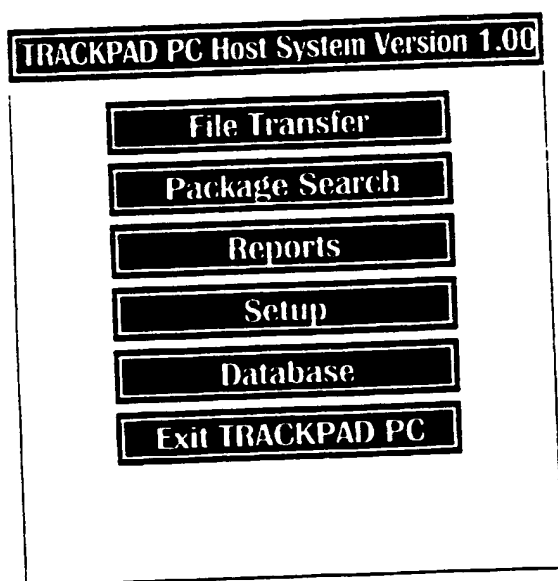 TRACKPAD PC Host System Version 1.00
File Transfer
Package Search
Reports
Setup
Database
Exit TRACKPAD PC